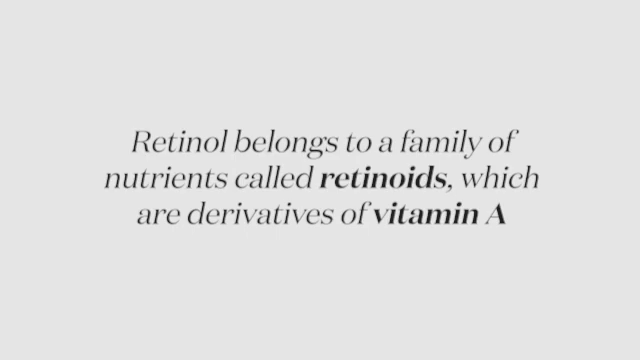 Retinol belongs to a family of
nutrients called retinoids, which
are derivatives of vitamin A